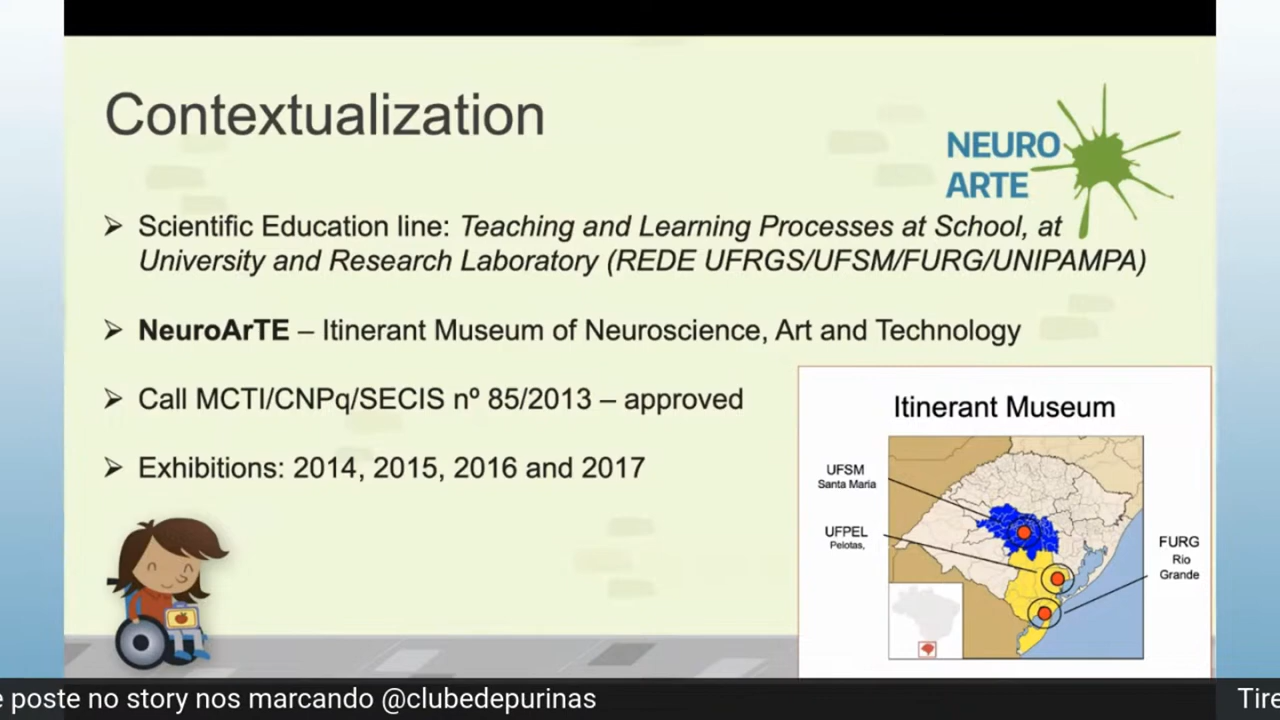 Contextualization
NEURO
ARTE
➢ Scientific Education line: Teaching and Learning Processes at School, at
University and Research Laboratory (REDE UFRGS/UFSM/FURG/UNIPAMPA)
➢ NeuroArTE – Itinerant Museum of Neuroscience, Art and Technology
➢ Call MCTI/CNPq/SECIS nº 85/2013 – approved
➢ Exhibitions: 2014, 2015, 2016 and 2017
Itinerant Museum
UFSM
Santa Maria
UFPEL
Pelotas,
FURG
Rio
Grande
e poste no story nos marcando @clubedepurinas
Tire